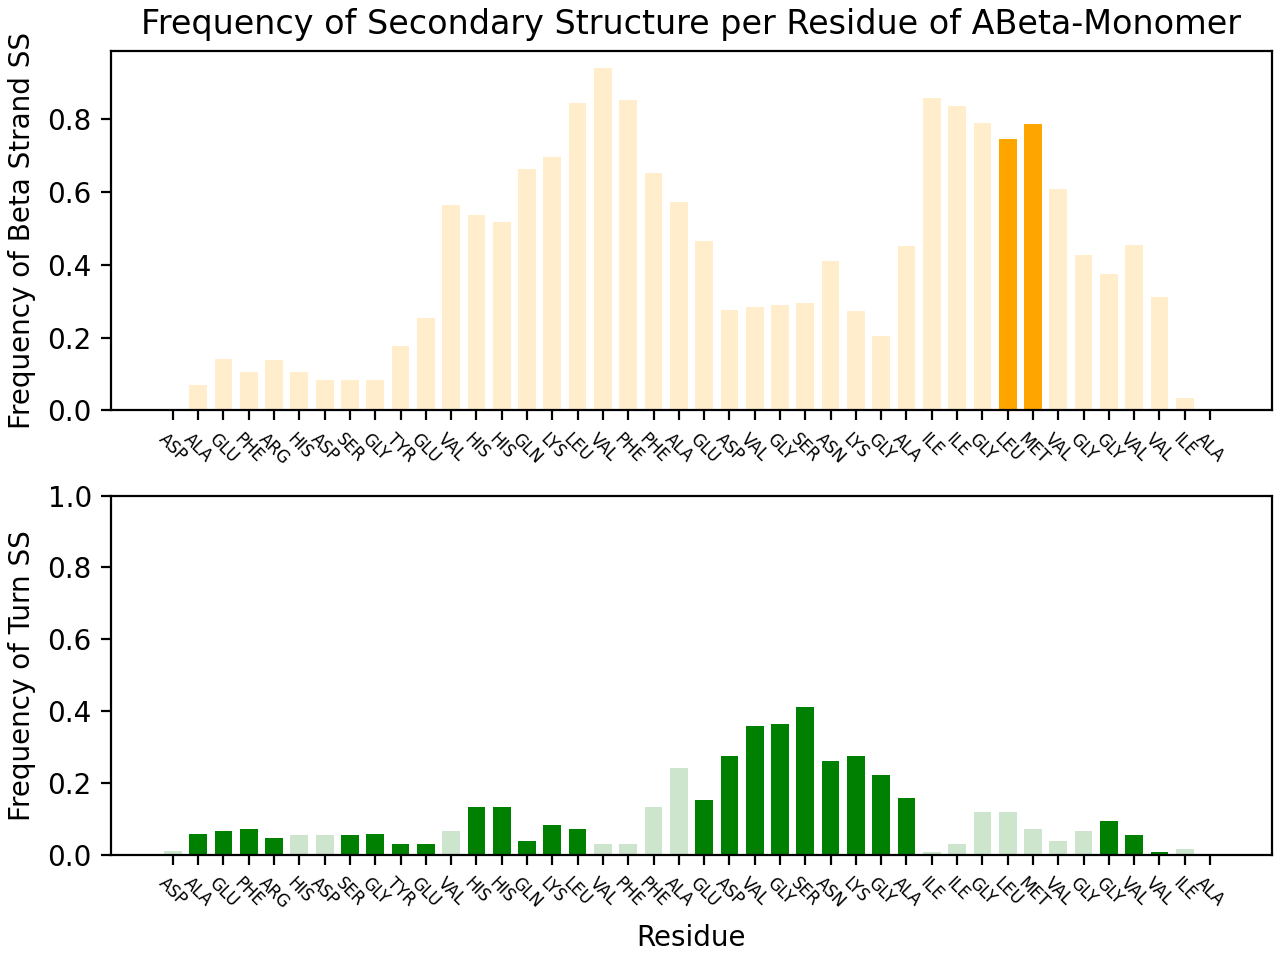 Frequency of Secondary Structure per Residue of ABeta-Monomer
Frequency of Beta Strand SS
0.8
0.6
0.4
0.2
0.0
ASP ALA GLU PHE ARG HIS ASP SER GLY TYR GLU VAL HIS HIS GLN LYS LEU VAL PHE PHE ALA GLU ASP VAL GLY SER ASN LYS GLY ALA ILE ILE GLY LEU MET VAL GLY GLY VAL VAL ILE ALA
Frequency of Turn SS
1.0
0.8
0.6
0.4
0.2
0.0
ASP ALA GLU PHE ARG HIS ASP SER GLY TYR GLU VAL HIS HIS GLN LYS LEU VAL PHE PHE ALA GLU ASP VAL GLY SER ASN LYS GLY ALA ILE ILE GLY LEU MET VAL GLY GLY VAL VAL ILE ALA
Residue